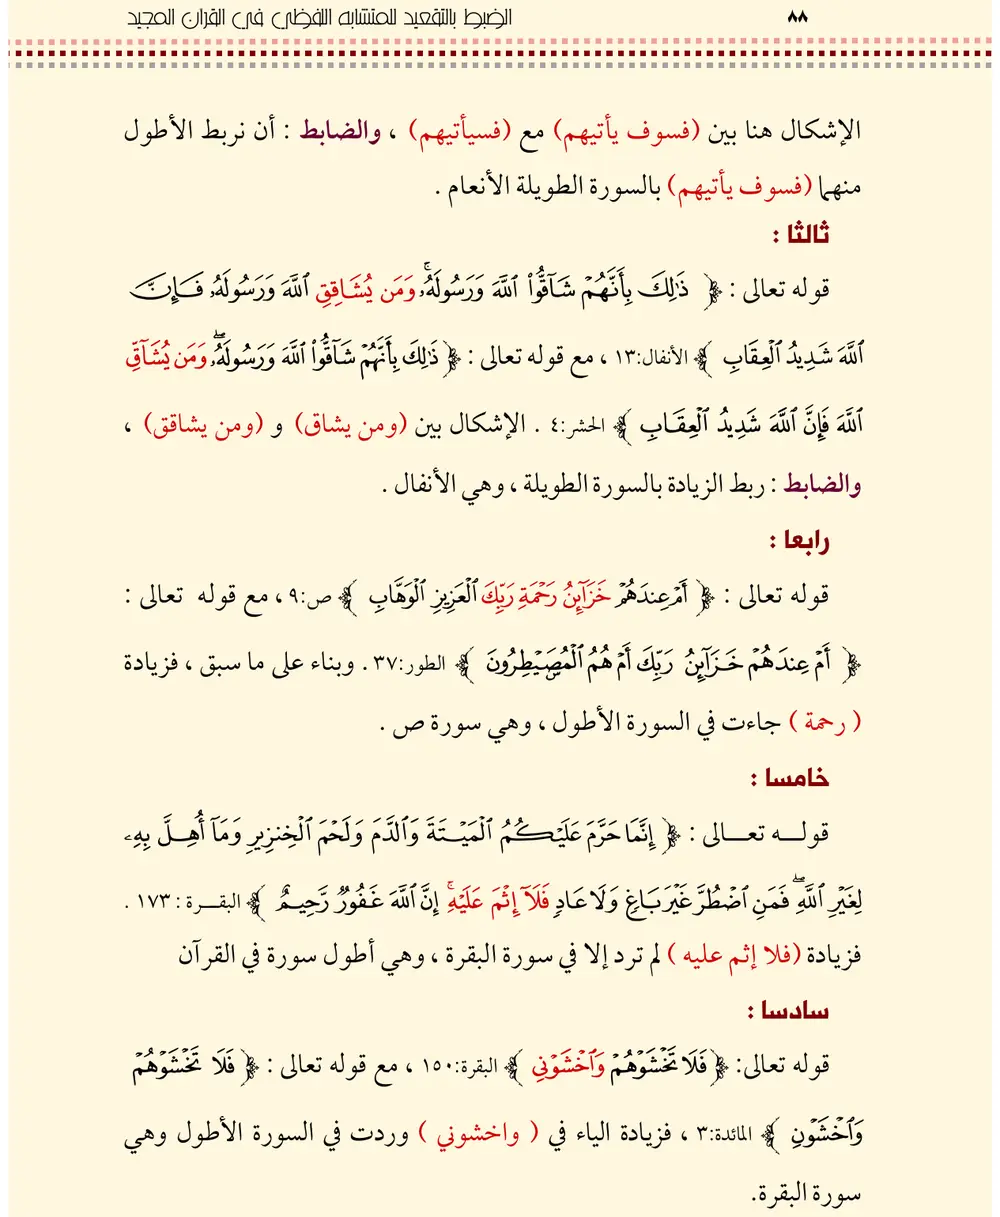 ٨٨ الضبط بالتقعيد للمتشابه اللفظي في القرآن المجيد
الإشكال هنا بين (فسوف يأتيهم) مع (فسيأتيهم) ، والضابط : أن نربط الأطول
منهما (فسوف يأتيهم) بالسورة الطويلة الأنعام .
ثالثا :
قوله تعالى : ﴿ ذَٰلِكَ بِأَنَّهُمْ شَآقُّوا۟ ٱللَّهَ وَرَسُولَهُۥ ۚ وَمَن يُشَاقِقِ ٱللَّهَ وَرَسُولَهُۥ فَإِنَّ
ٱللَّهَ شَدِيدُ ٱلْعِقَابِ ﴾ الأنفال:١٣ ، مع قوله تعالى : ﴿ ذَٰلِكَ بِأَنَّهُمْ شَآقُّوا۟ ٱللَّهَ وَرَسُولَهُۥ ۖ وَمَن يُشَآقِّ
ٱللَّهَ فَإِنَّ ٱللَّهَ شَدِيدُ ٱلْعِقَابِ ﴾ الحشر:٤ . الإشكال بين (ومن يشاق) و (ومن يشاقق) ،
والضابط : ربط الزيادة بالسورة الطويلة ، وهي الأنفال .
رابعا :
قوله تعالى : ﴿ أَمْ عِندَهُمْ خَزَآئِنُ رَحْمَةِ رَبِّكَ ٱلْعَزِيزِ ٱلْوَهَّابِ ﴾ ص:٩ ، مع قوله تعالى :
﴿ أَمْ عِندَهُمْ خَزَآئِنُ رَبِّكَ أَمْ هُمُ ٱلْمُصَۣيْطِرُونَ ﴾ الطور:٣٧ . وبناء على ما سبق ، فزيادة
( رحمة ) جاءت في السورة الأطول ، وهي سورة ص .
خامسا :
قولـــه تعـــالى : ﴿ إِنَّمَا حَرَّمَ عَلَيْكُمُ ٱلْمَيْتَةَ وَٱلدَّمَ وَلَحْمَ ٱلْخِنزِيرِ وَمَآ أُهِلَّ بِهِۦ
لِغَيْرِ ٱللَّهِ ۖ فَمَنِ ٱضْطُرَّ غَيْرَ بَاغٍ وَلَا عَادٍ فَلَآ إِثْمَ عَلَيْهِ ۚ إِنَّ ٱللَّهَ غَفُورٌ رَّحِيمٌ ﴾ البقـــرة : ١٧٣ .
فزيادة (فلا إثم عليه ) لم ترد إلا في سورة البقرة ، وهي أطول سورة في القرآن
سادسا :
قوله تعالى: ﴿ فَلَا تَخْشَوْهُمْ وَٱخْشَوْنِي ﴾ البقرة:١٥٠ ، مع قوله تعالى : ﴿ فَلَا تَخْشَوْهُمْ
وَٱخْشَوْنِ ﴾ المائدة:٣ ، فزيادة الياء في ( واخشوني ) وردت في السورة الأطول وهي
سورة البقرة.